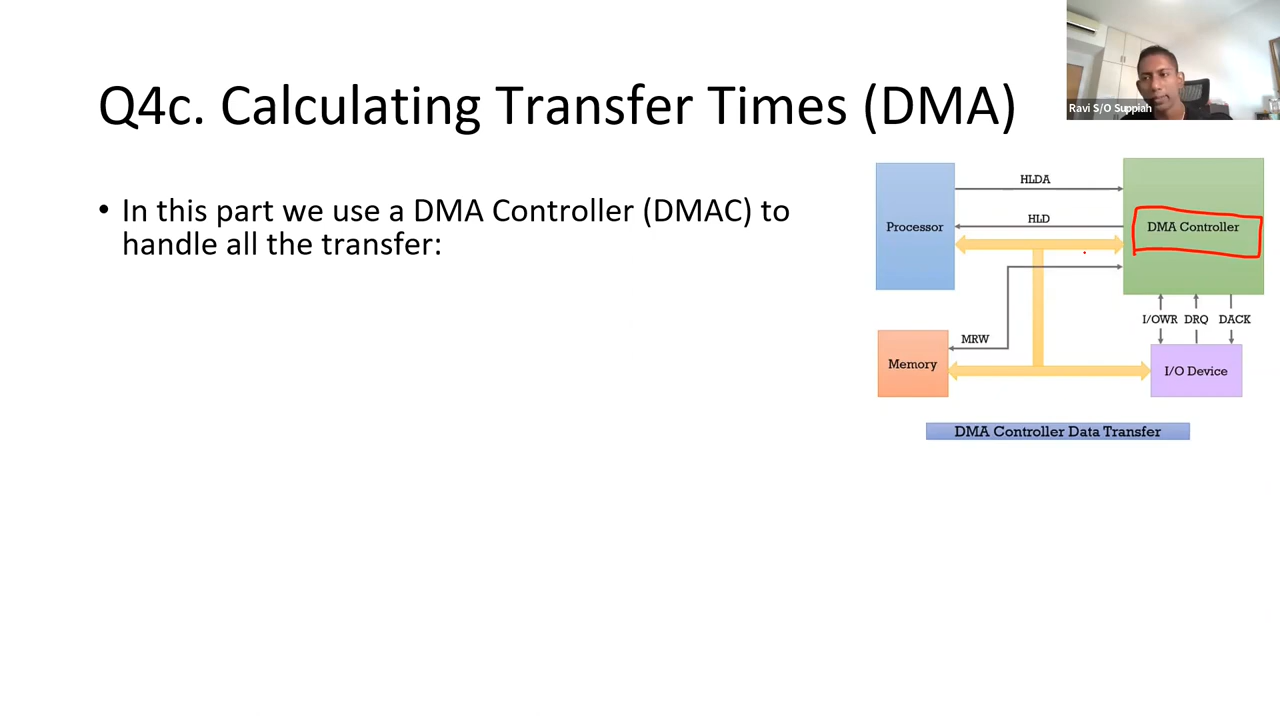 Q4c. Calculating Transfer Times (DMA)
Ravi S/O Suppiah
• In this part we use a DMA Controller (DMAC) to
handle all the transfer:
HLDA
HLD
Processor
DMA Controller
I/OWR DRQ DACK
MRW
Memory
I/O Device
DMA Controller Data Transfer